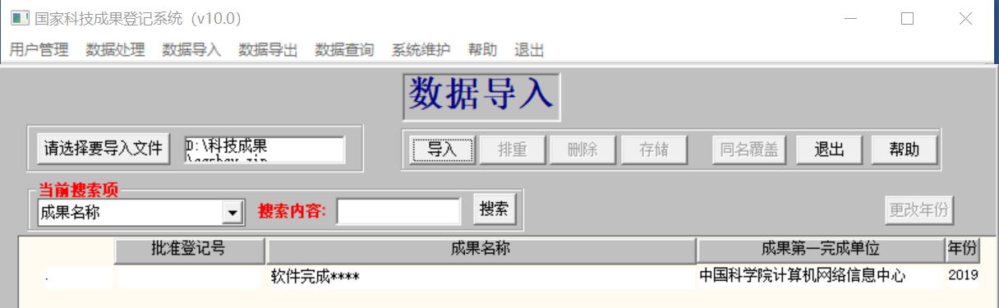 国家科技成果登记系统（v10.0）
用户管理 数据处理 数据导入 数据导出 数据查询 系统维护 帮助 退出
数据导入
请选择要导入文件 D:\科技成果 导入 排重 删除 存储 同名覆盖 退出 帮助
当前搜索项
成果名称 搜索内容: 搜索 更改年份
批准登记号 成果名称 成果第一完成单位 年份
. 软件完成**** 中国科学院计算机网络信息中心 2019